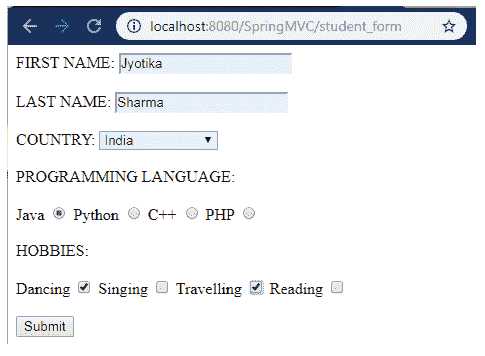 localhost:8080/SpringMVC/student_form
FIRST NAME: Jyotika
LAST NAME: Sharma
COUNTRY: India
PROGRAMMING LANGUAGE:
Java Python C++ PHP
HOBBIES:
Dancing Singing Travelling Reading
Submit